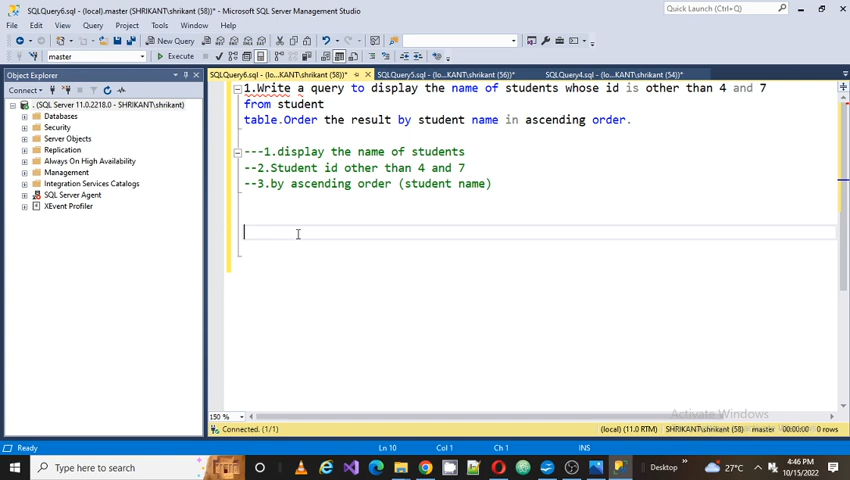 SQLQuery6.sql - (local).master (SHRIKANT\shrikant (58))* - Microsoft SQL Server Management Studio
Quick Launch (Ctrl+Q)
File Edit View Query Project Tools Window Help
New Query
master Execute
Object Explorer
SQLQuery6.sql - (lo...KANT\shrikant (58))*
SQLQuery5.sql - (lo...KANT\shrikant (56))*
SQLQuery4.sql - (lo...KANT\shrikant (54))*
Connect
. (SQL Server 11.0.2218.0 - SHRIKANT\shrikant)
Databases
Security
Server Objects
Replication
Always On High Availability
Management
Integration Services Catalogs
SQL Server Agent
XEvent Profiler
1.Write a query to display the name of students whose id is other than 4 and 7
from student
table.Order the result by student name in ascending order.
---1.display the name of students
--2.Student id other than 4 and 7
--3.by ascending order (student name)
150 %
Activate Windows
Connected. (1/1)
(local) (11.0 RTM) SHRIKANT\shrikant (58) master 00:00:00 0 rows
Ready Ln 10 Col 1 Ch 1 INS
Type here to search
Desktop
27°C
4:46 PM
10/15/2022